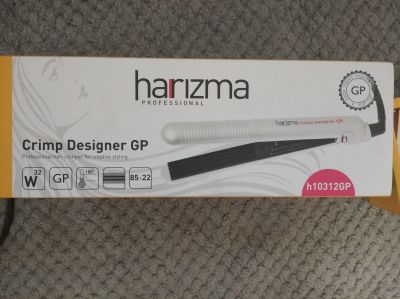 harizma
PROFESSIONAL
GP
harizma Crimp Designer GP
h
Crimp Designer GP
Professional hair crimper for creative styling
32
W
GP
180
85×22
h10312GP